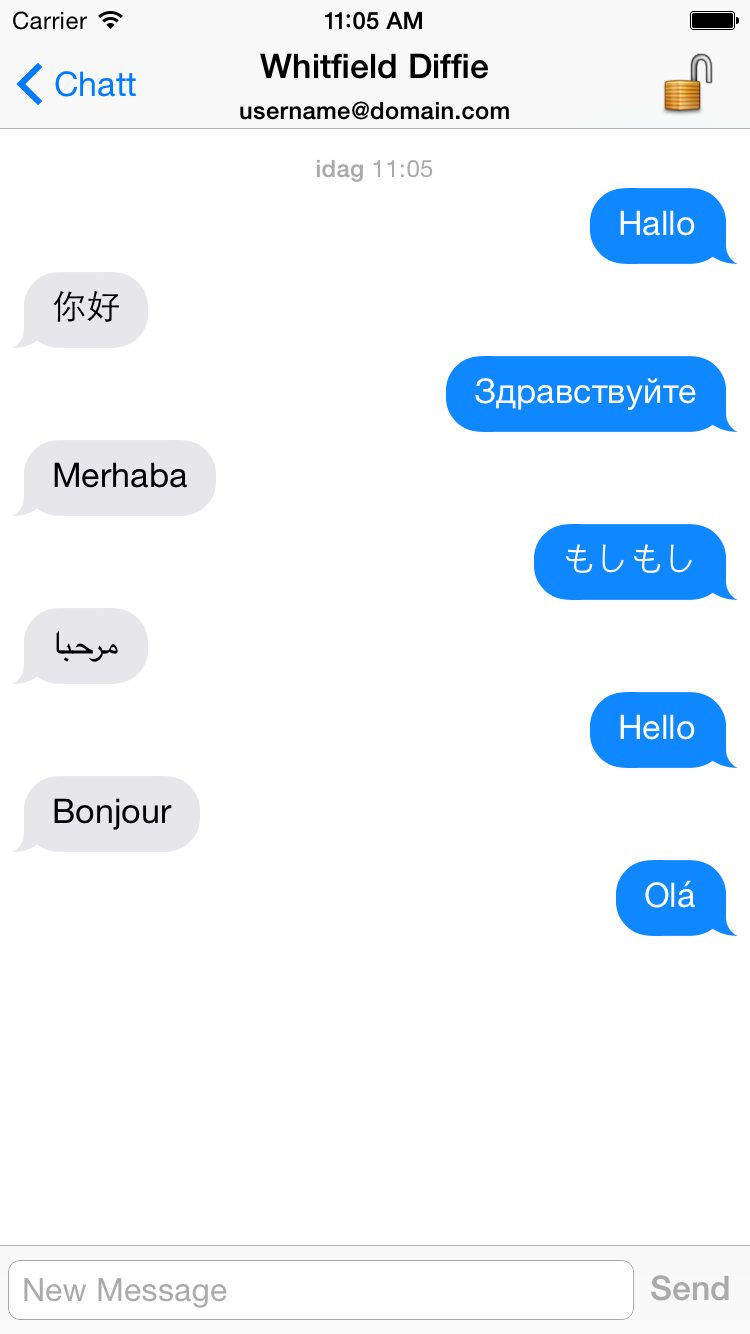 Carrier 11:05 AM
Chatt
Whitfield Diffie
username@domain.com
idag 11:05
Hallo
你好
Здравствуйте
Merhaba
もしもし
مرحبا
Hello
Bonjour
Olá
New Message Send